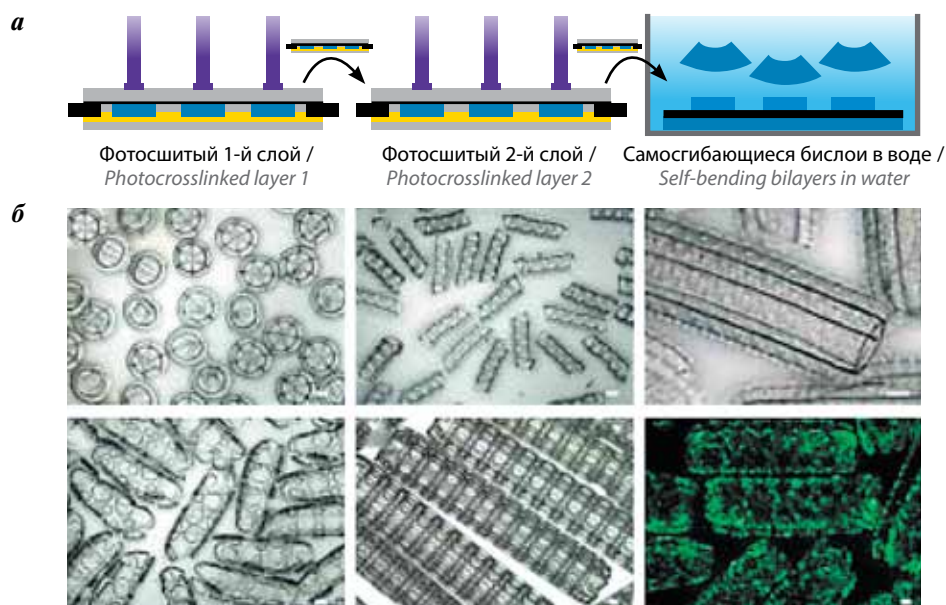 а
Фотосшитый 1-й слой /
Photocrosslinked layer 1
Фотосшитый 2-й слой /
Photocrosslinked layer 2
Самосгибающиеся бислои в воде /
Self-bending bilayers in water
б